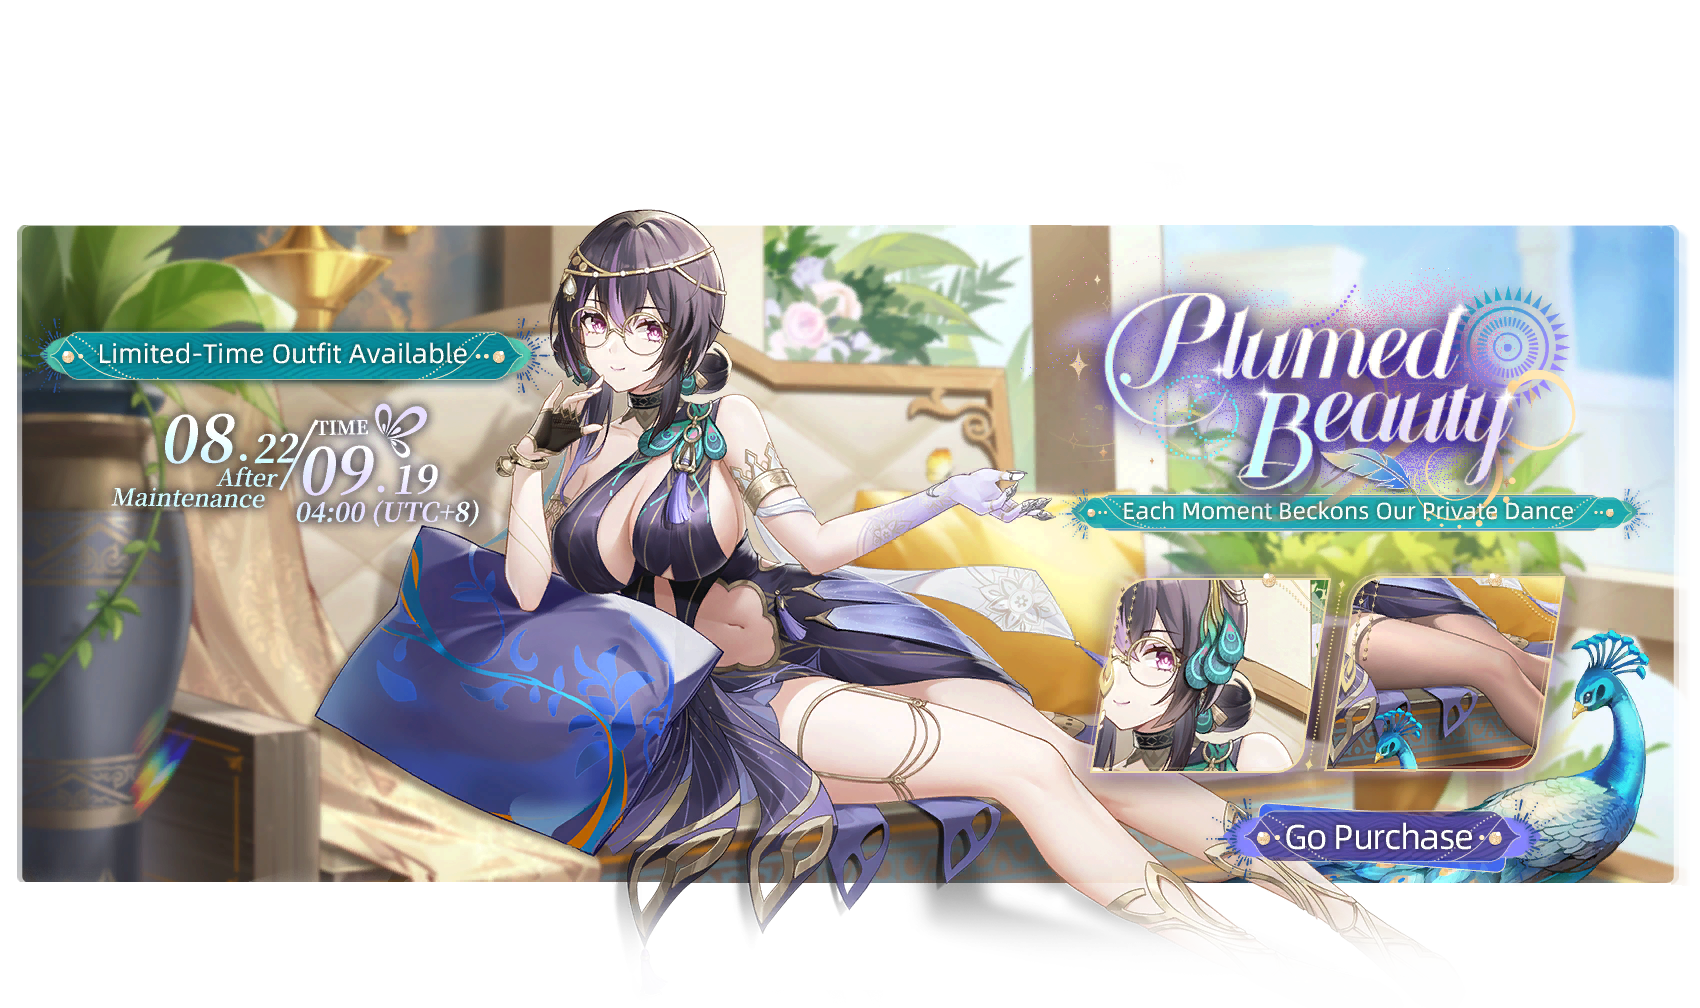 Limited-Time Outfit Available
08.22
After
Maintenance
TIME
09.19
04:00 (UTC+8)
Plumed
Beauty
Each Moment Beckons Our Private Dance
Go Purchase